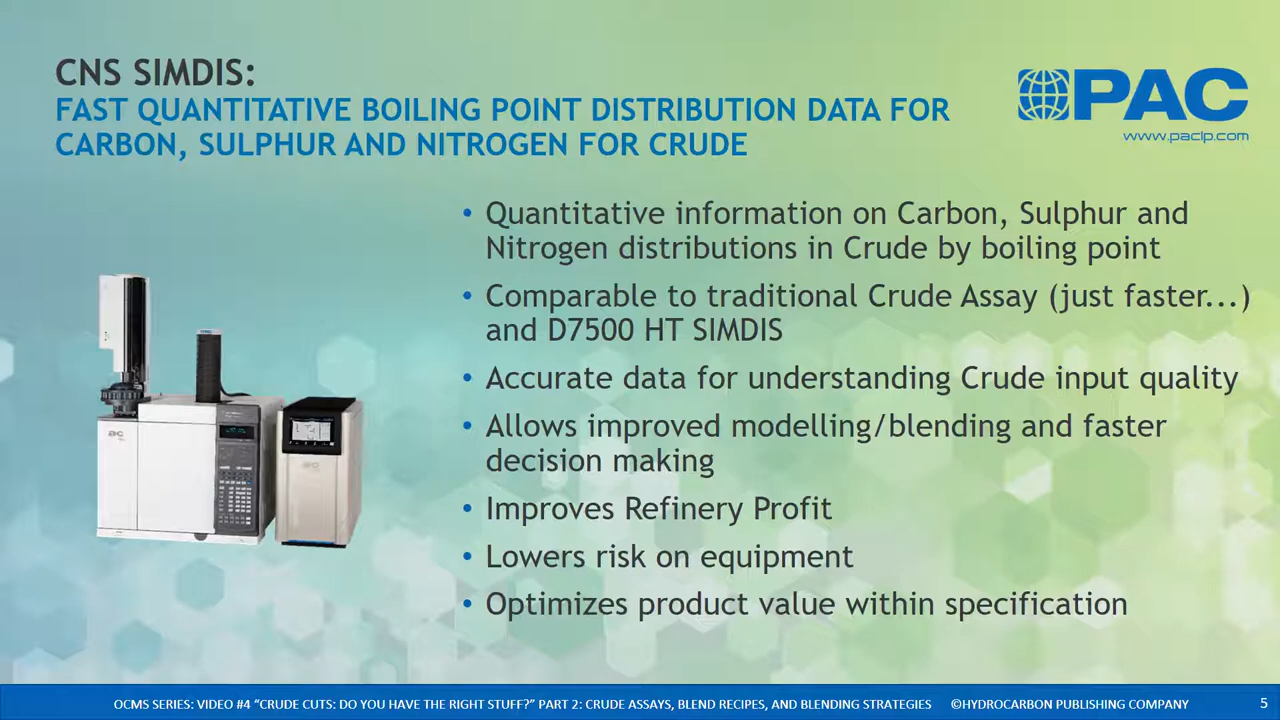 CNS SIMDIS:
FAST QUANTITATIVE BOILING POINT DISTRIBUTION DATA FOR
CARBON, SULPHUR AND NITROGEN FOR CRUDE
PAC
www.paclp.com
• Quantitative information on Carbon, Sulphur and
Nitrogen distributions in Crude by boiling point
• Comparable to traditional Crude Assay (just faster...)
and D7500 HT SIMDIS
• Accurate data for understanding Crude input quality
• Allows improved modelling/blending and faster
decision making
• Improves Refinery Profit
• Lowers risk on equipment
• Optimizes product value within specification
OCMS SERIES: VIDEO #4 “CRUDE CUTS: DO YOU HAVE THE RIGHT STUFF?” PART 2: CRUDE ASSAYS, BLEND RECIPES, AND BLENDING STRATEGIES ©HYDROCARBON PUBLISHING COMPANY 5